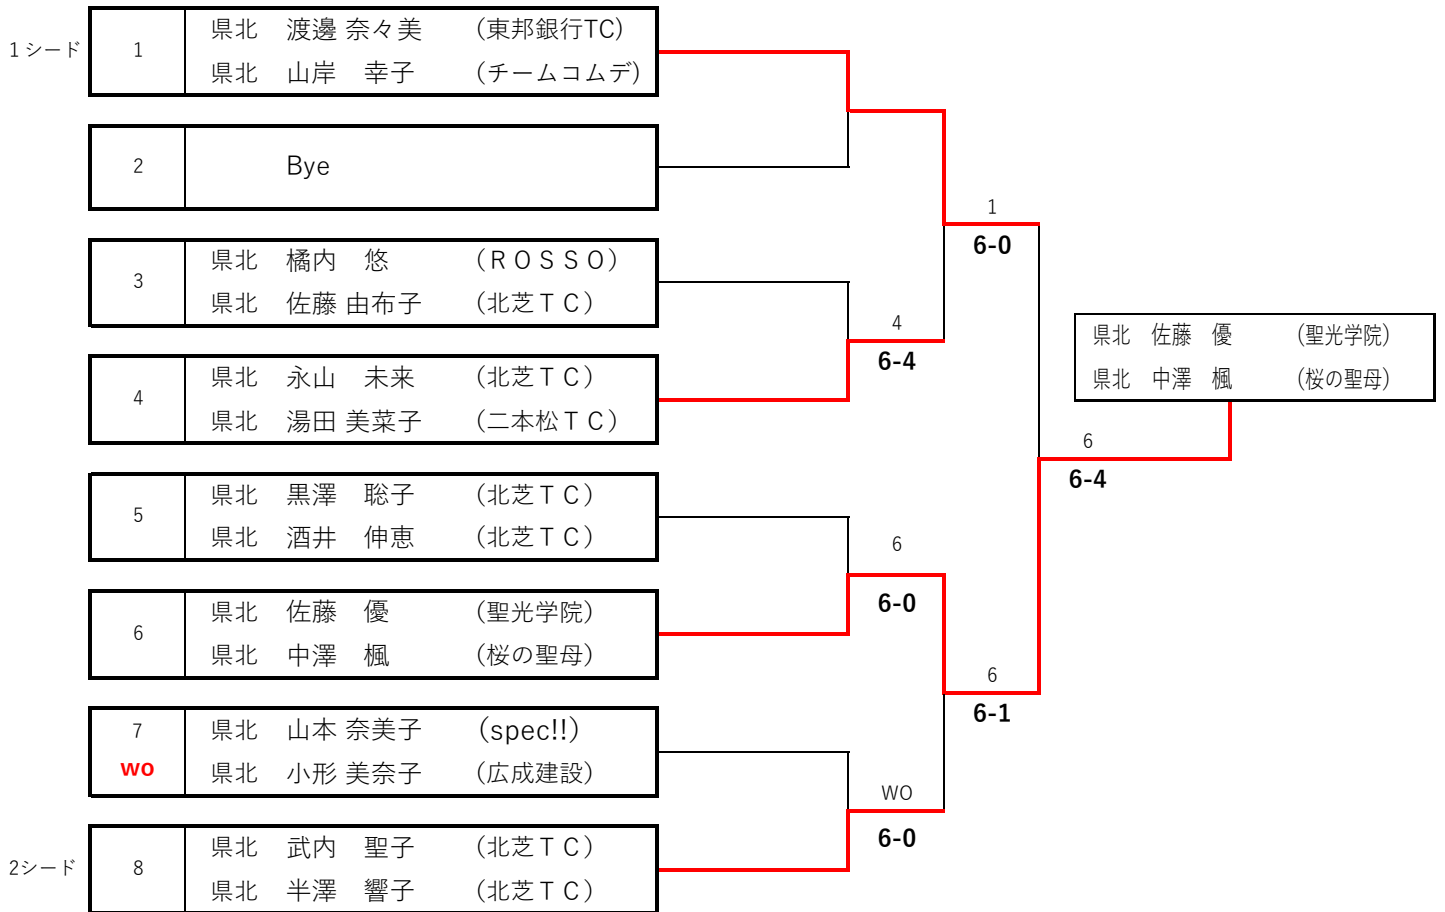 1シード
1
県北 渡邊 奈々美 (東邦銀行TC)
県北 山岸 幸子 (チームコムデ)
2
Bye
3
県北 橘内 悠 (ＲＯＳＳＯ)
県北 佐藤 由布子 (北芝ＴＣ)
4
県北 永山 未来 (北芝ＴＣ)
県北 湯田 美菜子 (二本松ＴＣ)
5
県北 黒澤 聡子 (北芝ＴＣ)
県北 酒井 伸恵 (北芝ＴＣ)
6
県北 佐藤 優 (聖光学院)
県北 中澤 楓 (桜の聖母)
7
wo
県北 山本 奈美子 (spec!!)
県北 小形 美奈子 (広成建設)
2シード
8
県北 武内 聖子 (北芝ＴＣ)
県北 半澤 響子 (北芝ＴＣ)
4
6-4
6
6-0
WO
6-0
1
6-0
6
6-1
6
6-4
県北 佐藤 優 (聖光学院)
県北 中澤 楓 (桜の聖母)